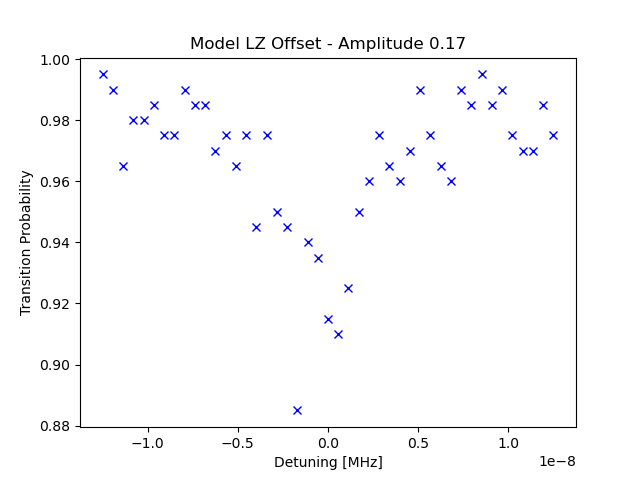 Model LZ Offset - Amplitude 0.17
Transition Probability
1.00
0.98
0.96
0.94
0.92
0.90
0.88
−1.0 −0.5 0.0 0.5 1.0
1e−8
Detuning [MHz]